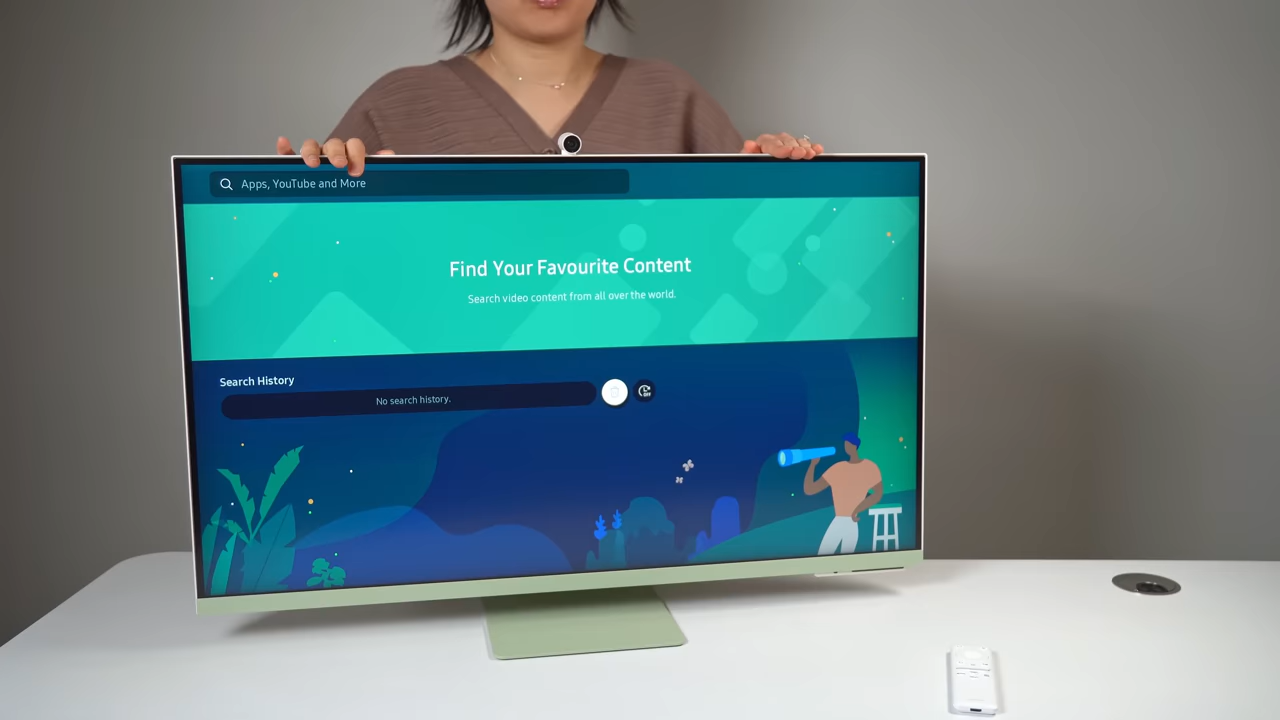 Apps, YouTube and More
Find Your Favourite Content
Search video content from all over the world.
Search History
No search history.
OFF